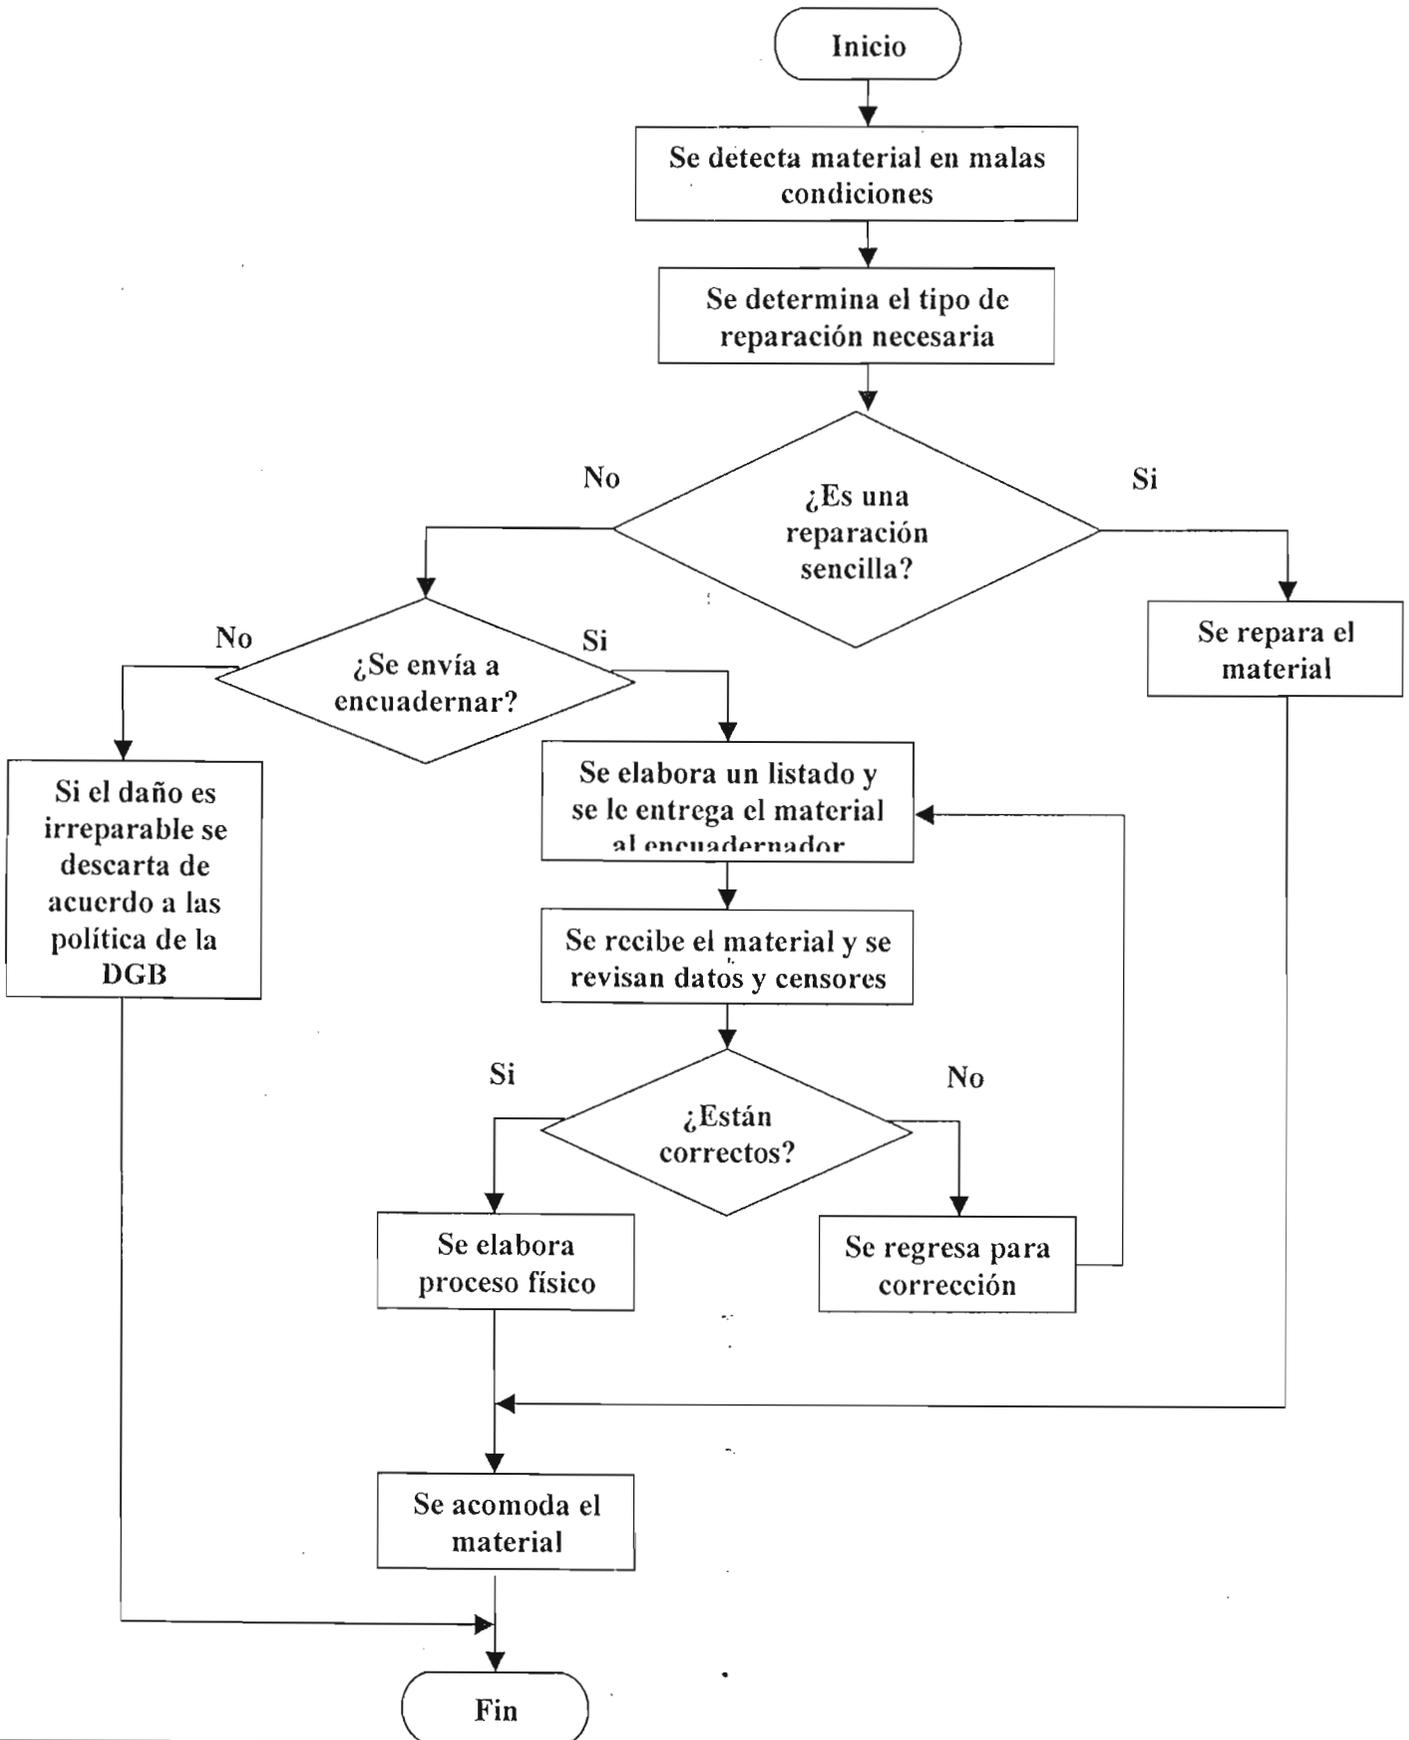 Inicio
Se detecta material en malas
condiciones
Se determina el tipo de
reparación necesaria
No
Si
¿Es una
reparación
sencilla?
Se repara el
material
No
Si
¿Se envía a
encuadernar?
Si el daño es
irreparable se
descarta de
acuerdo a las
política de la
DGB
Se elabora un listado y
se le entrega el material
al encuadernador
Se recibe el material y se
revisan datos y censores
Si
No
¿Están
correctos?
Se elabora
proceso físico
Se regresa para
corrección
Se acomoda el
material
Fin